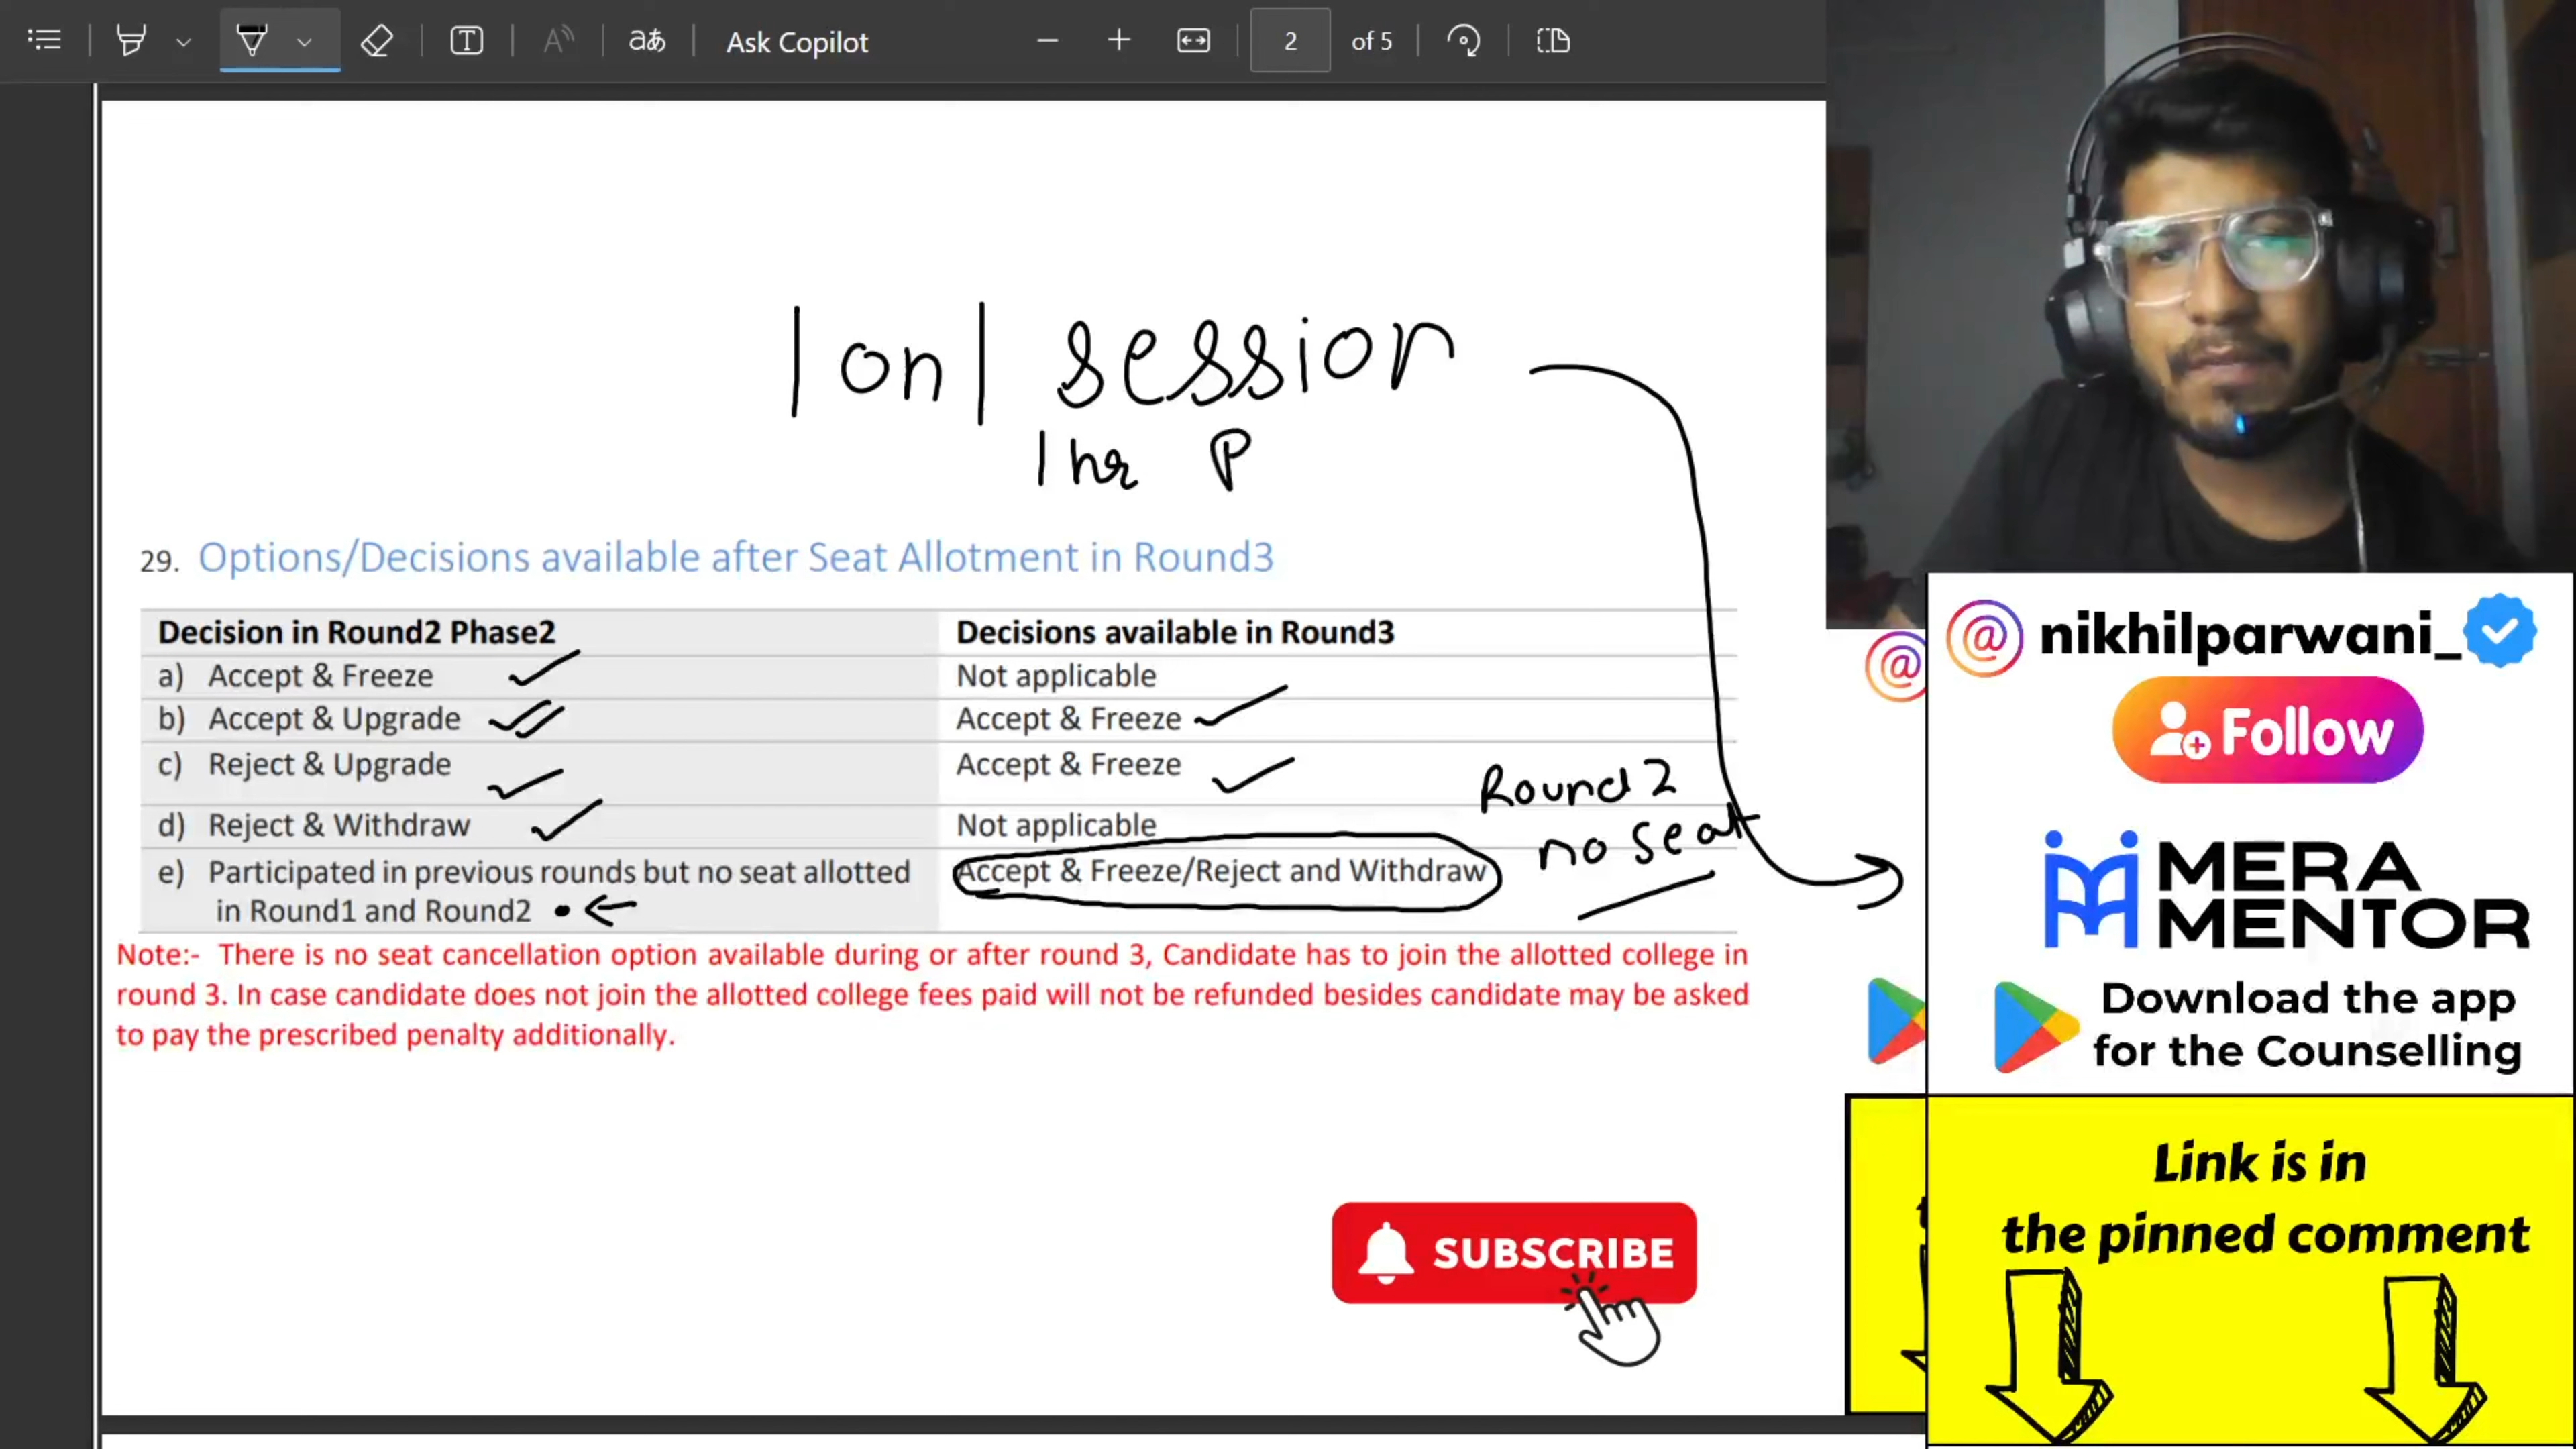 Ask Copilot
2 of 5
1 on 1 session
1 hr P
29. Options/Decisions available after Seat Allotment in Round3
Decision in Round2 Phase2 Decisions available in Round3
a) Accept & Freeze Not applicable
b) Accept & Upgrade Accept & Freeze
c) Reject & Upgrade Accept & Freeze
d) Reject & Withdraw Not applicable
e) Participated in previous rounds but no seat allotted Accept & Freeze/Reject and Withdraw
in Round1 and Round2
Round 2
no seat
Note:- There is no seat cancellation option available during or after round 3, Candidate has to join the allotted college in
round 3. In case candidate does not join the allotted college fees paid will not be refunded besides candidate may be asked
to pay the prescribed penalty additionally.
SUBSCRIBE
@nikhilparwani_
Follow
MERA
MENTOR
Download the app
for the Counselling
Link is in
the pinned comment